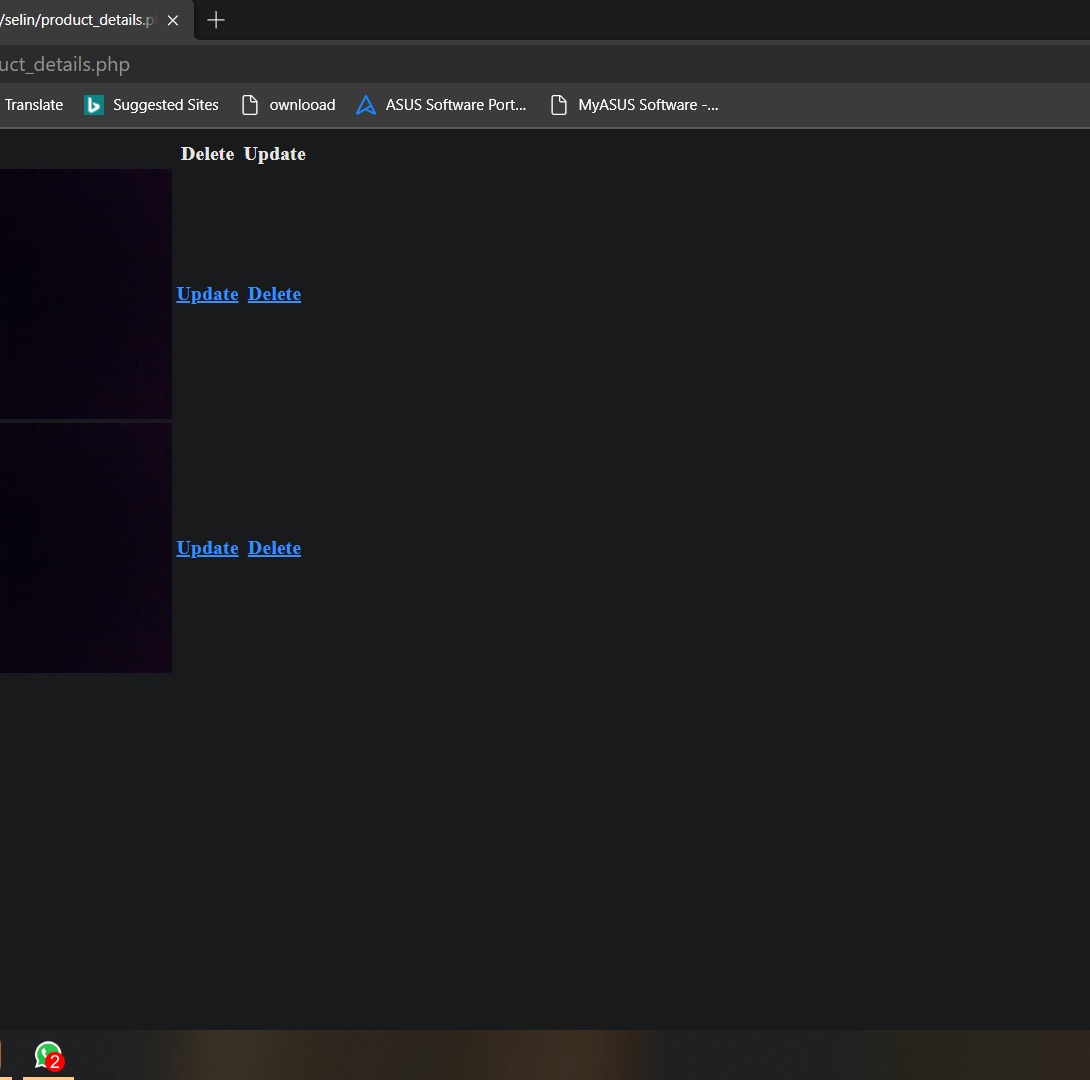 /selin/product_details.p
uct_details.php
Translate Suggested Sites ownlooad ASUS Software Port... MyASUS Software -...
Delete Update
Update Delete
Update Delete
2